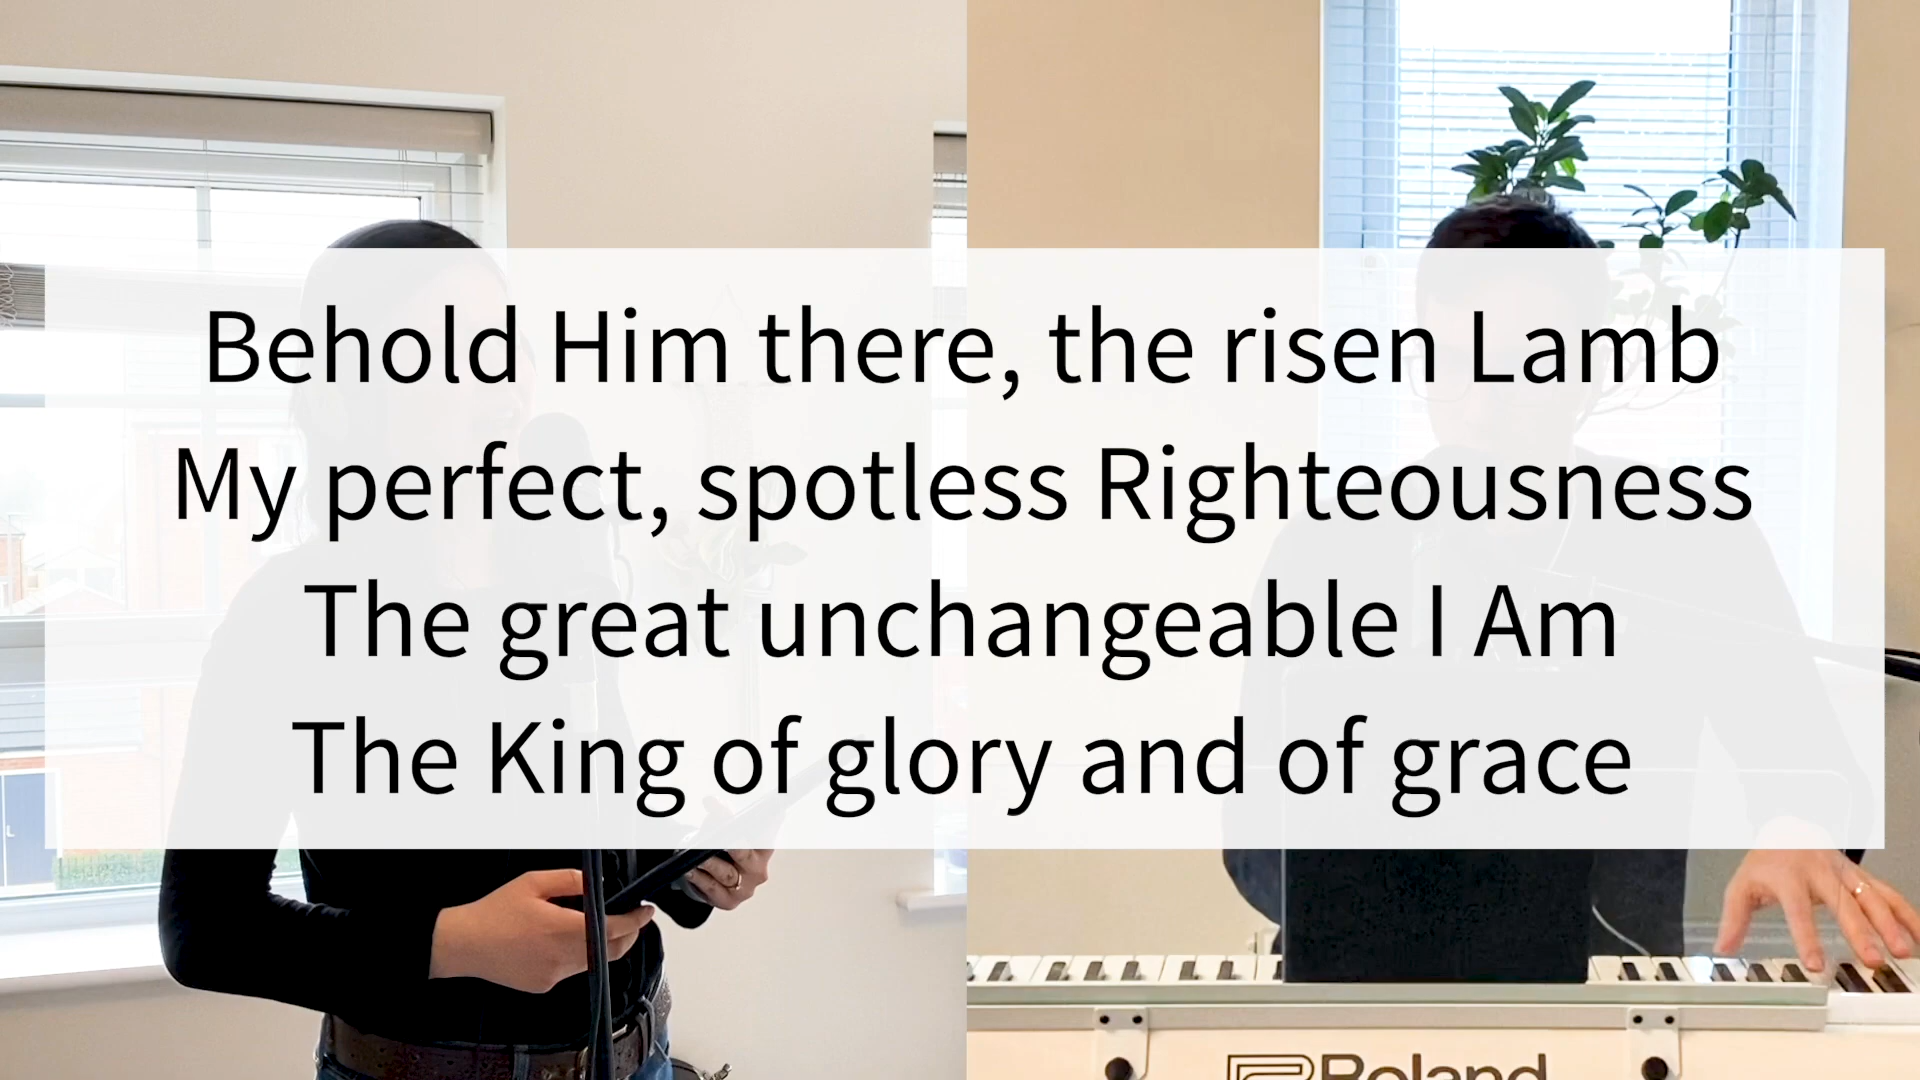 Behold Him there, the risen Lamb
My perfect, spotless Righteousness
The great unchangeable I Am
The King of glory and of grace
Roland